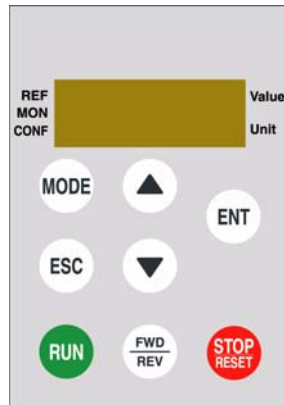 REF
MON
CONF
Value
Unit
MODE
ENT
ESC
RUN
FWD
REV
STOP
RESET